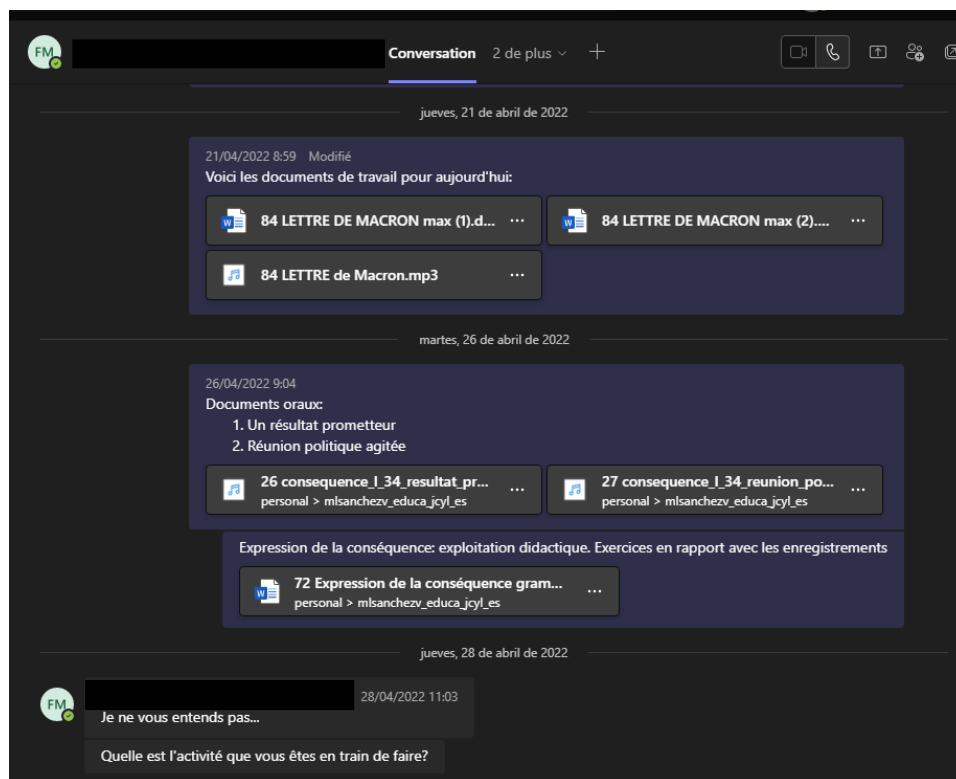 FM
Conversation 2 de plus
jueves, 21 de abril de 2022
21/04/2022 8:59 Modifié
Voici les documents de travail pour aujourd'hui:
84 LETTRE DE MACRON max (1).d... ...
84 LETTRE DE MACRON max (2).... ...
84 LETTRE de Macron.mp3 ...
martes, 26 de abril de 2022
26/04/2022 9:04
Documents oraux:
1. Un résultat prometteur
2. Réunion politique agitée
26 consequence_I_34_resultat_pr... ...
personal > mlsanchezv_educa_jcyl_es
27 consequence_I_34_reunion_po... ...
personal > mlsanchezv_educa_jcyl_es
Expression de la conséquence: exploitation didactique. Exercices en rapport avec les enregistrements
72 Expression de la conséquence gram... ...
personal > mlsanchezv_educa_jcyl_es
jueves, 28 de abril de 2022
FM
28/04/2022 11:03
Je ne vous entends pas...
Quelle est l'activité que vous êtes en train de faire?